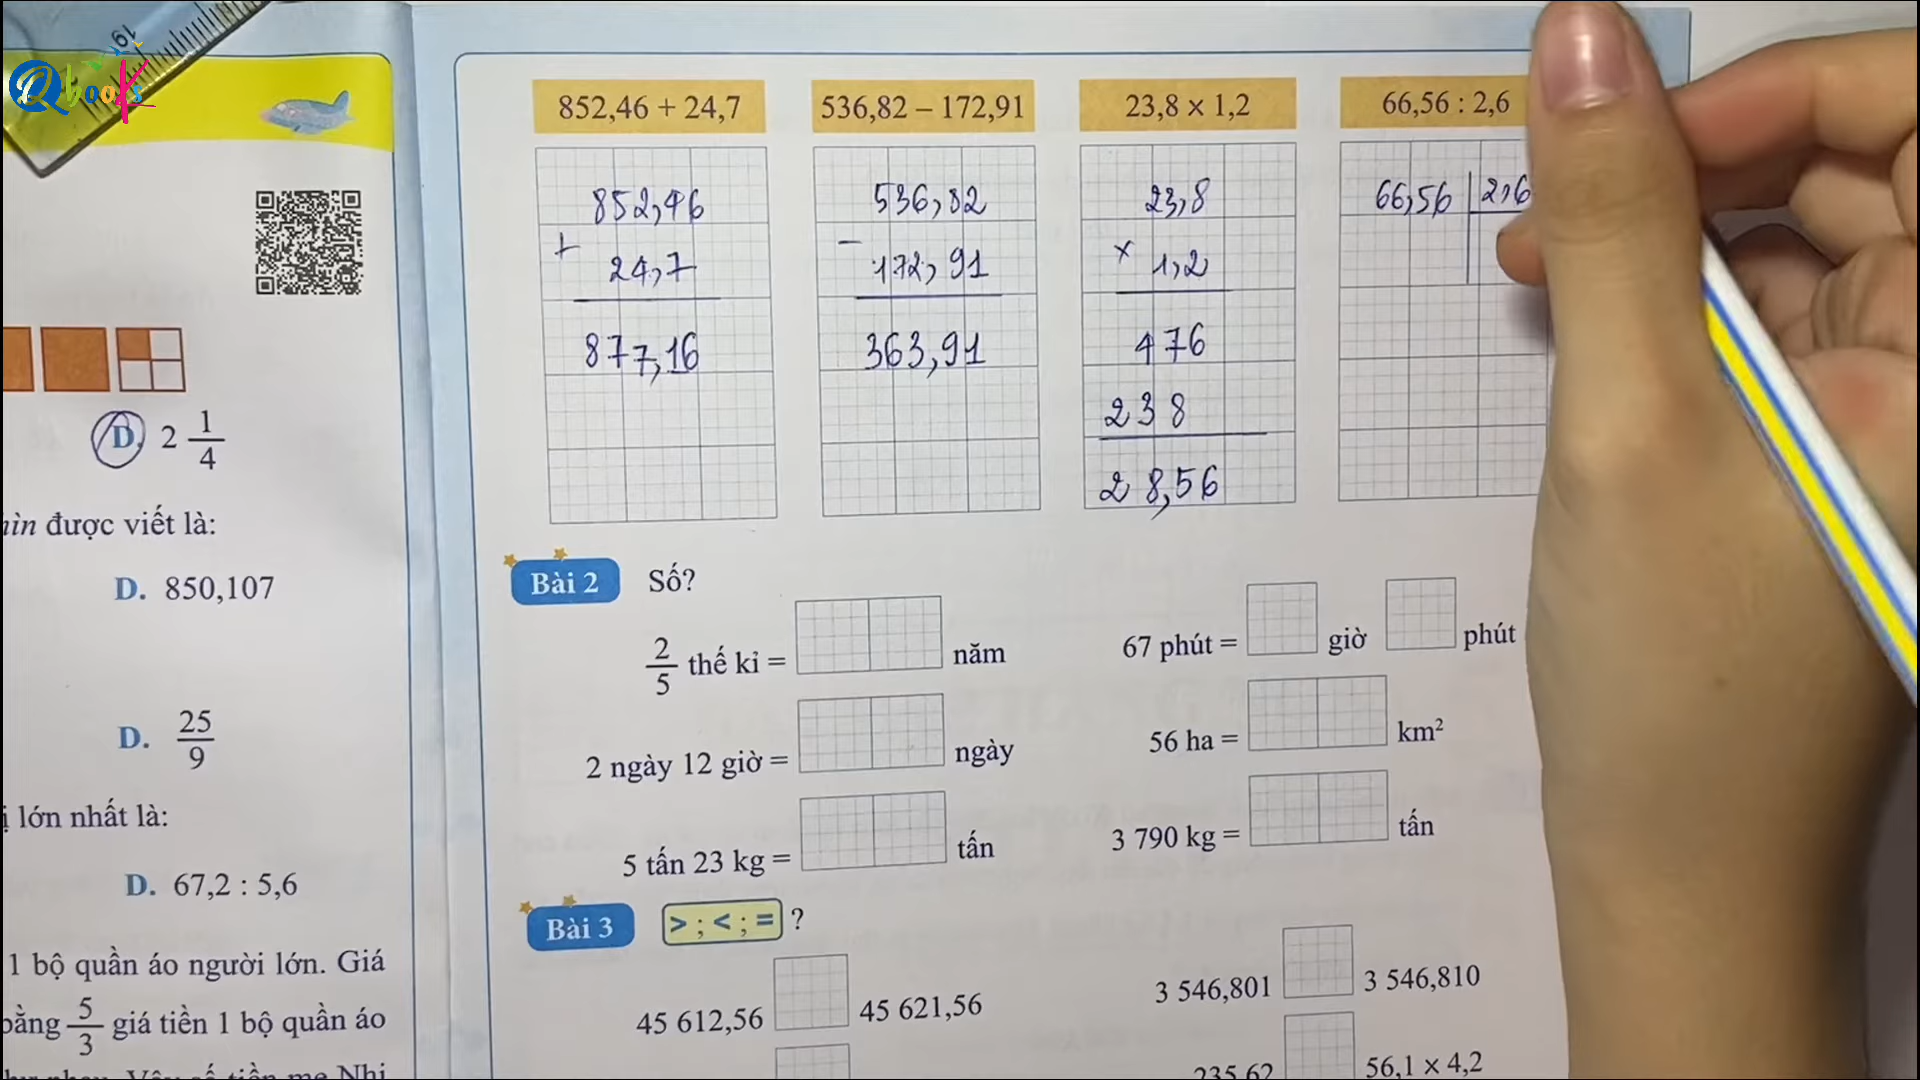 19
Qbooks
D. 2 1/4
ìn được viết là:
D. 850,107
D. 25/9
ị lớn nhất là:
D. 67,2 : 5,6
1 bộ quần áo người lớn. Giá
bằng 5/3 giá tiền 1 bộ quần áo
852,46 + 24,7
852,46
+
24,7
877,16
536,82 – 172,91
536,82
–
172,91
363,91
23,8 × 1,2
23,8
×
1,2
476
238
28,56
66,56 : 2,6
66,56 2,6
Bài 2 Số?
2/5 thế kỉ = năm
67 phút = giờ phút
2 ngày 12 giờ = ngày
56 ha = km²
5 tấn 23 kg = tấn
3 790 kg = tấn
Bài 3 > ; < ; = ?
45 612,56 45 621,56
3 546,801 3 546,810
235,62 56,1 × 4,2